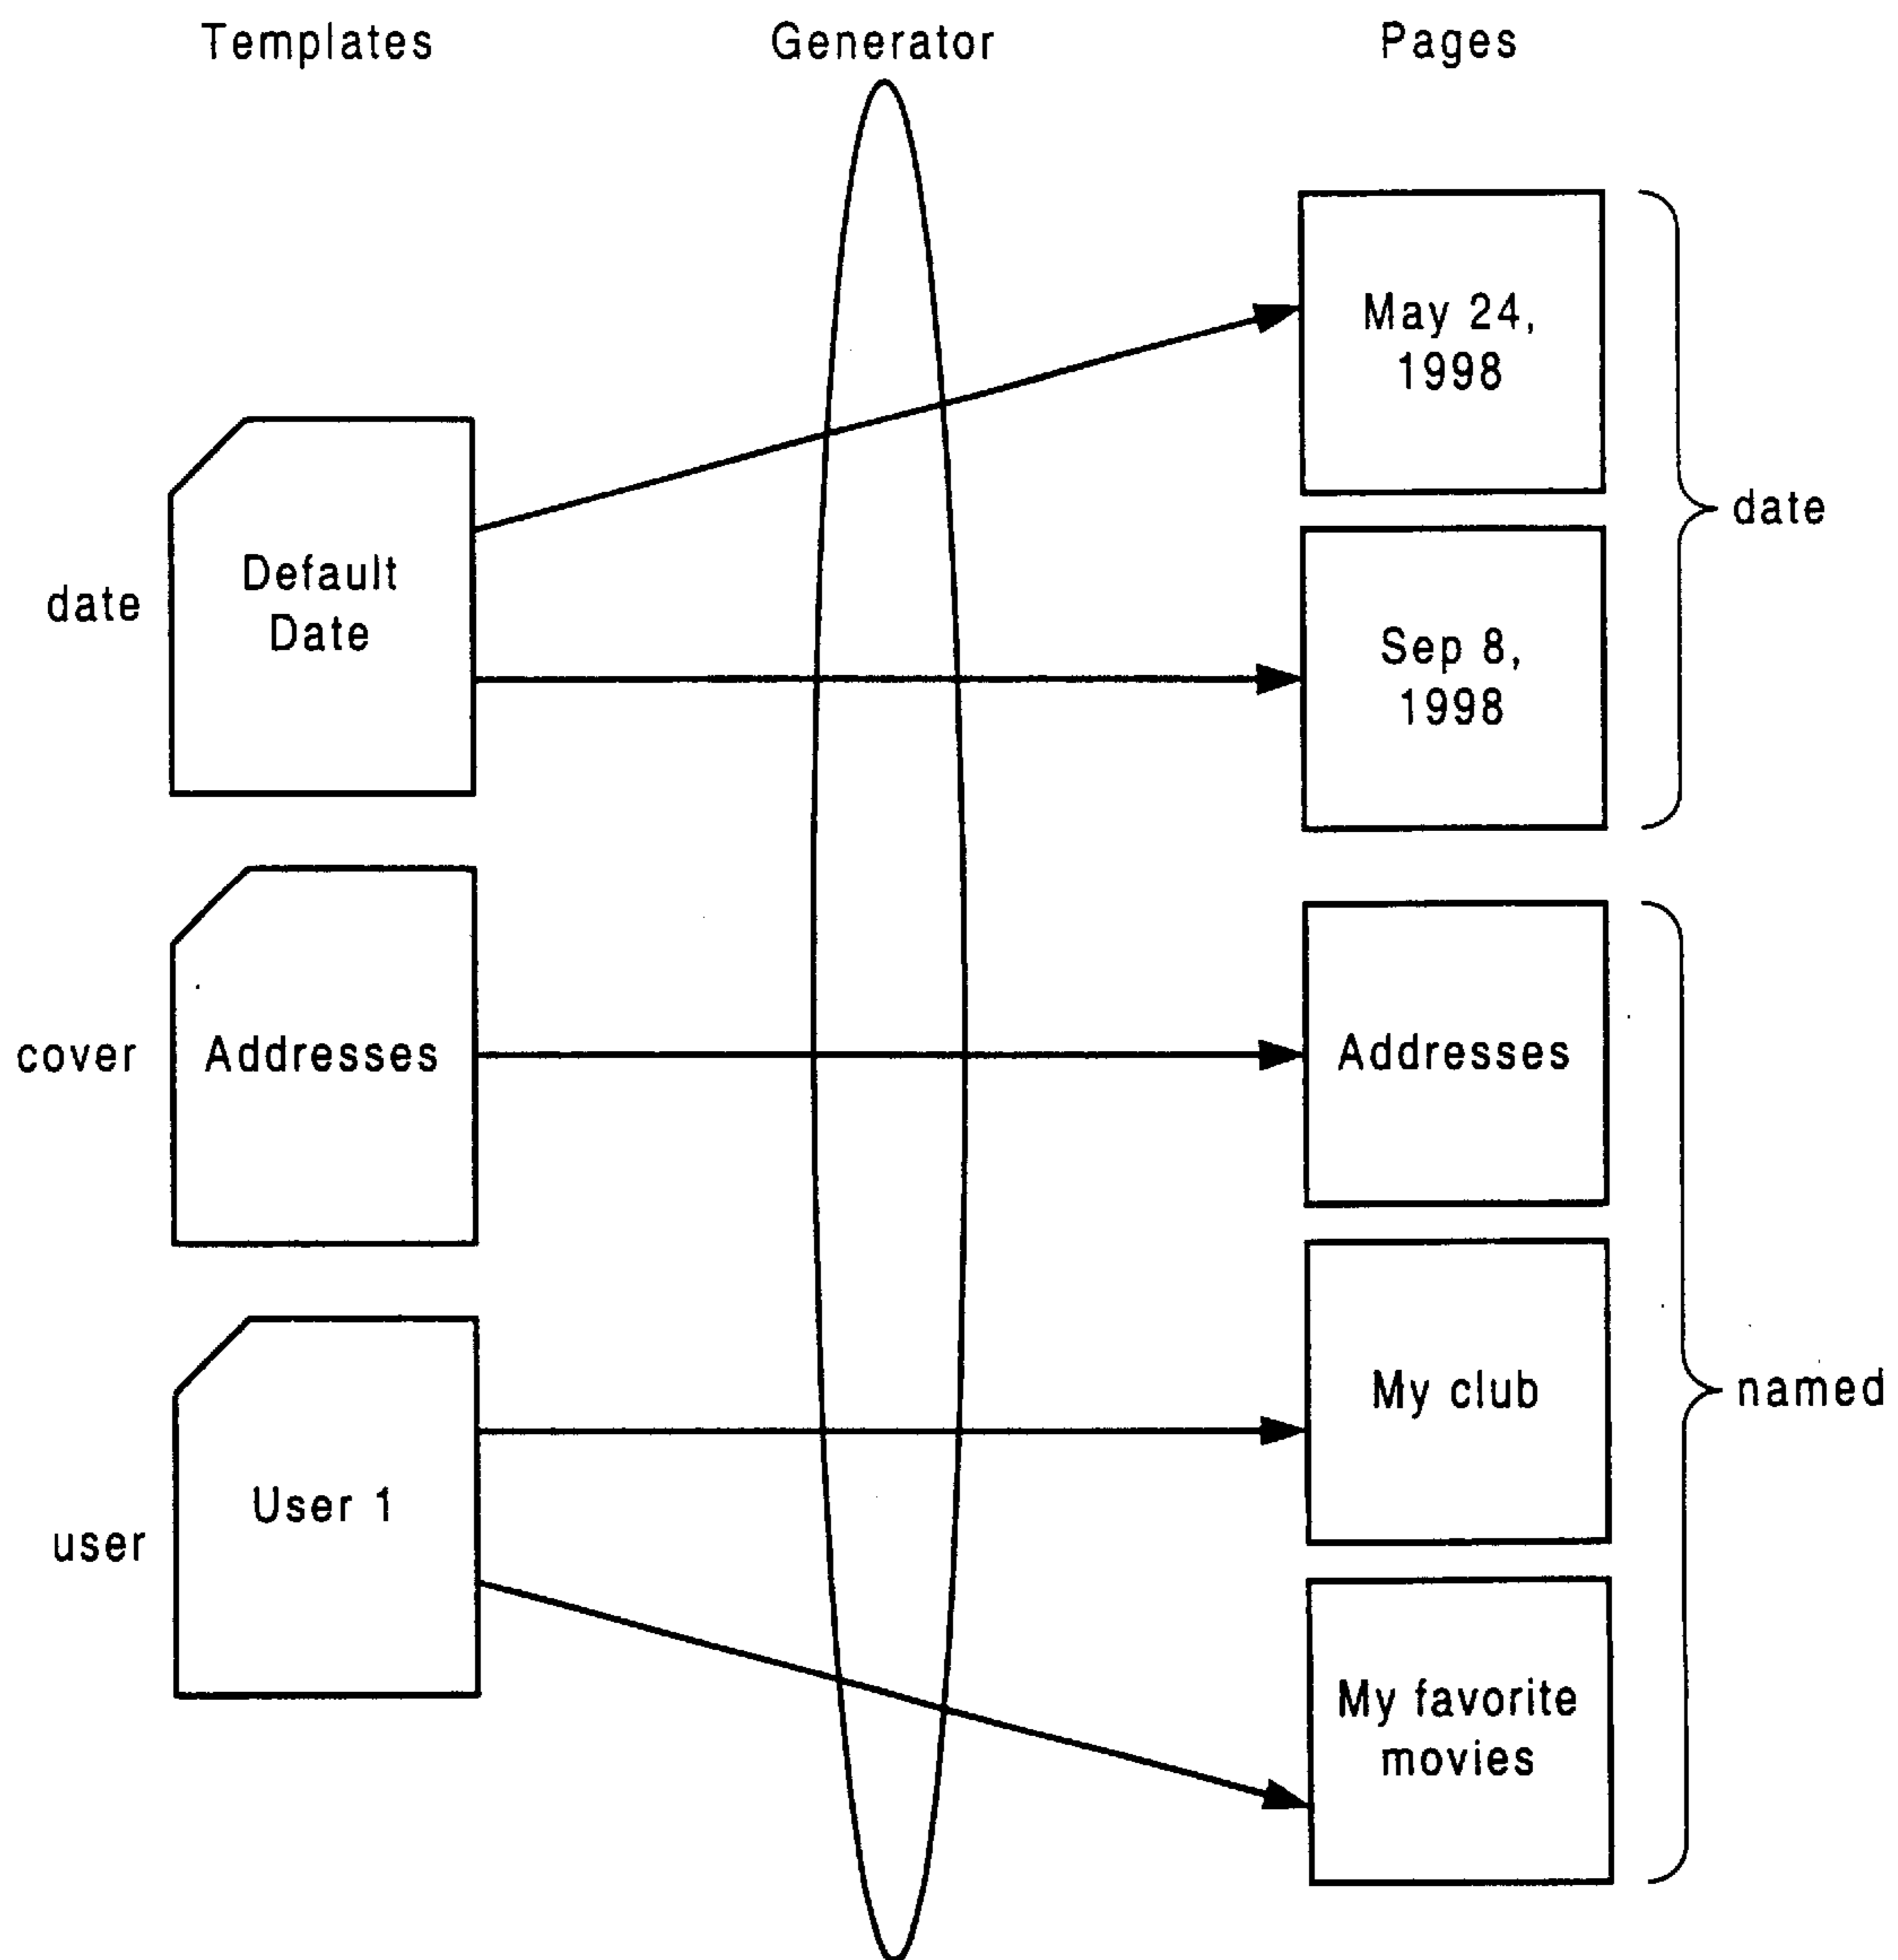 Templates
Generator
Pages
May 24,
1998
date
Default
Date
date
Sep 8,
1998
cover
Addresses
Addresses
My club
named
User 1
user
My favorite
movies